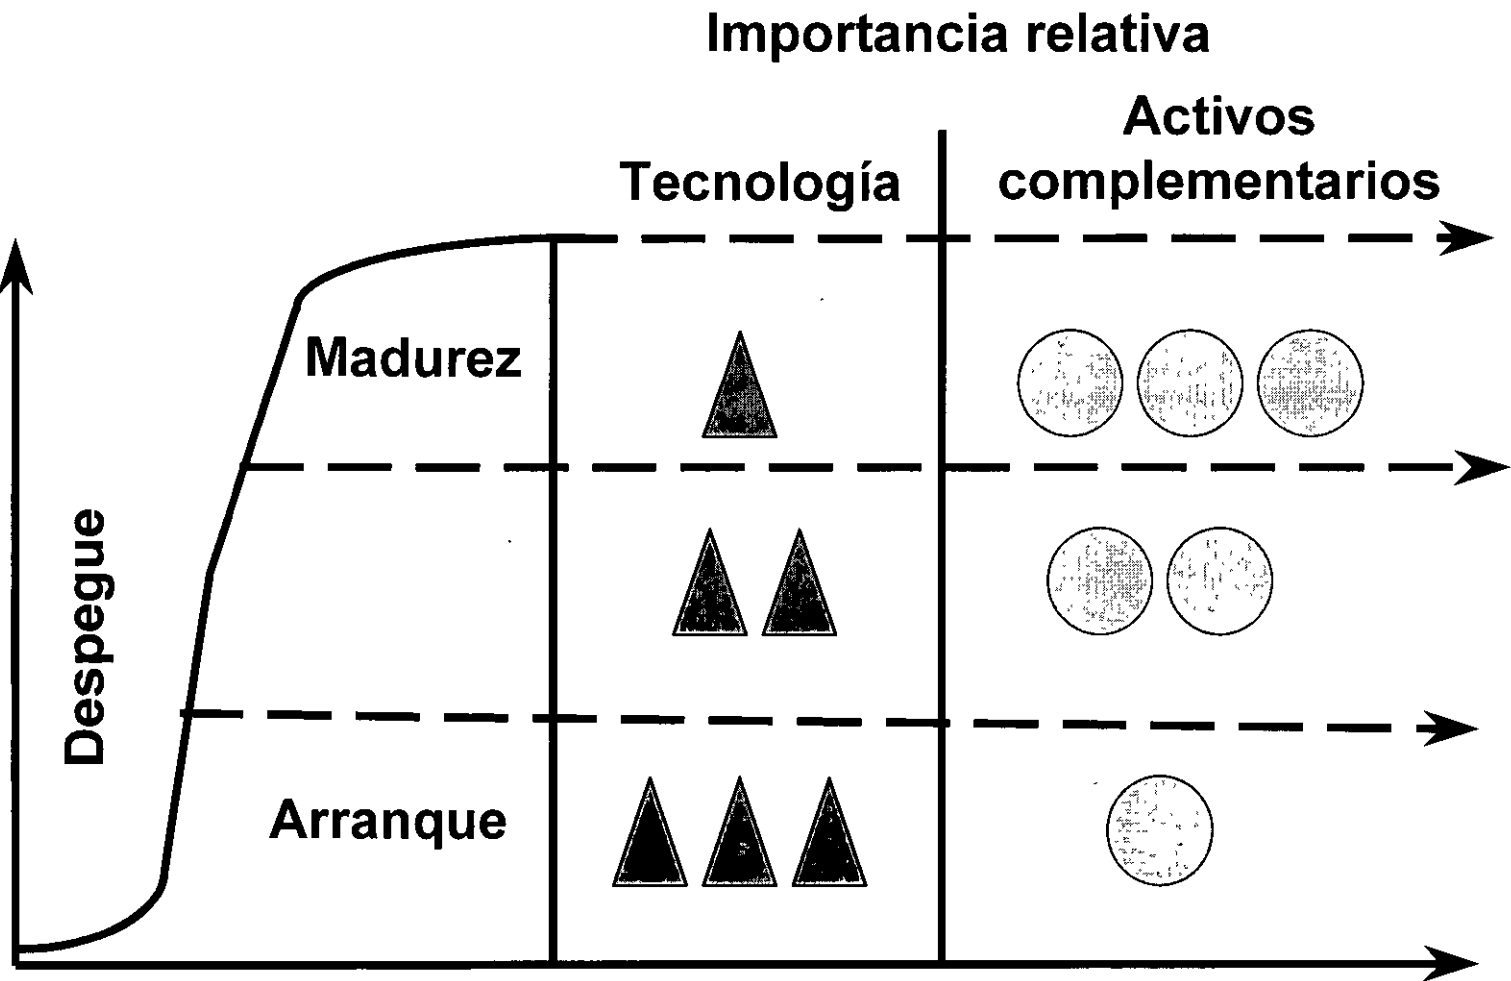 Importancia relativa
Tecnología
Activos
complementarios
Madurez
Despegue
Arranque